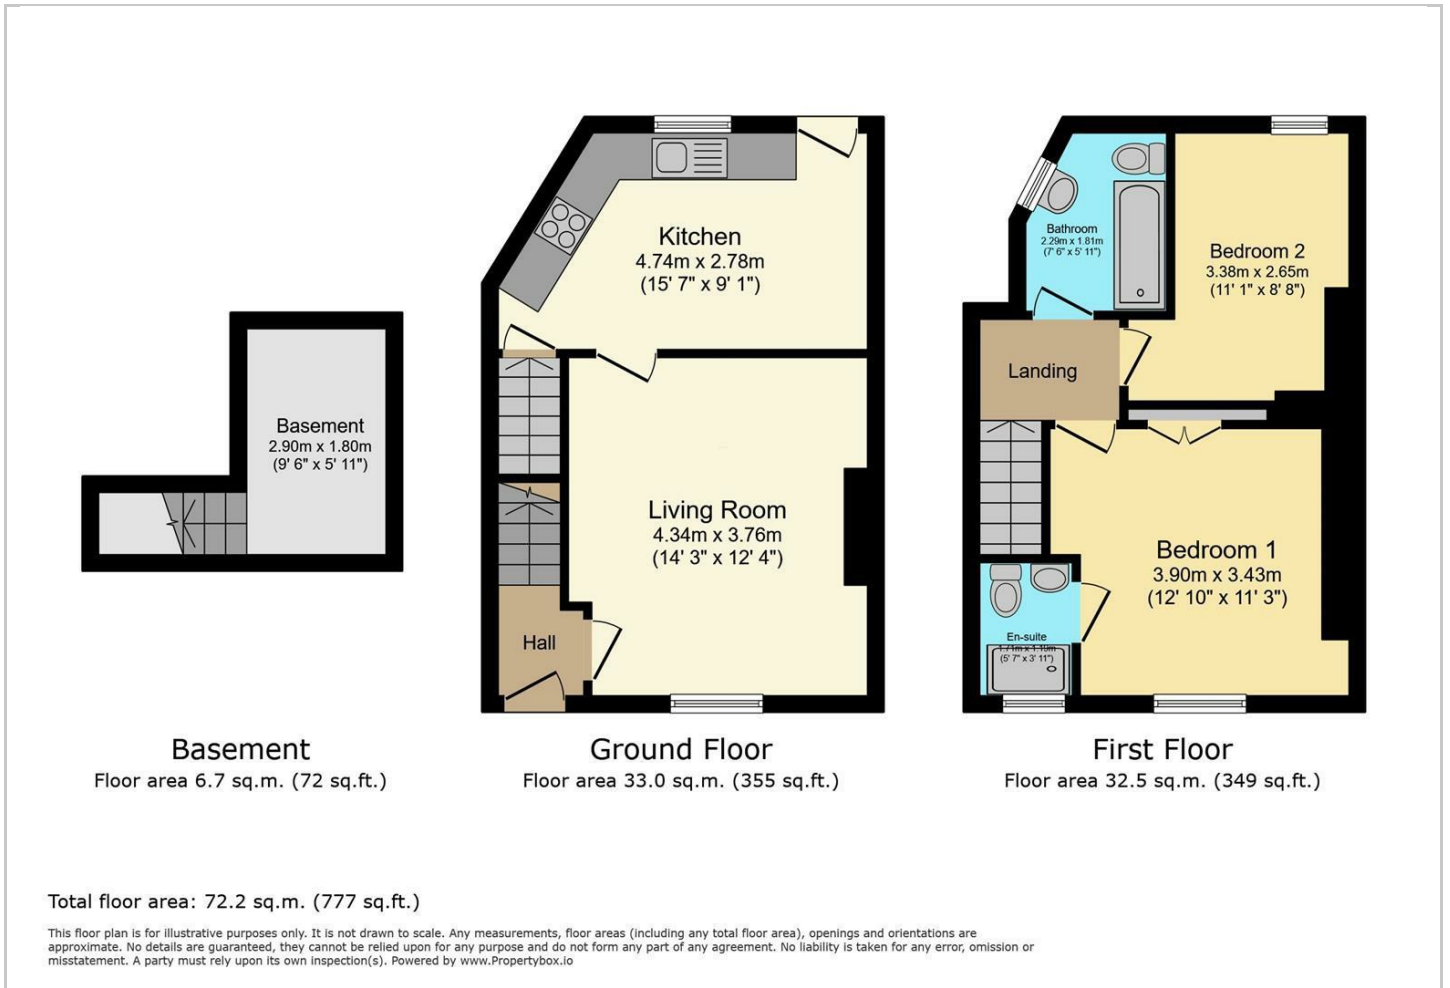 Basement
2.90m x 1.80m
(9' 6" x 5' 11")
Kitchen
4.74m x 2.78m
(15' 7" x 9' 1")
Living Room
4.34m x 3.76m
(14' 3" x 12' 4")
Hall
Bathroom
2.29m x 1.81m
(7' 6" x 5' 11")
Bedroom 2
3.38m x 2.65m
(11' 1" x 8' 8")
Landing
Bedroom 1
3.90m x 3.43m
(12' 10" x 11' 3")
En-suite
1.71m x 1.19m
(5' 7" x 3' 11")
Basement
Floor area 6.7 sq.m. (72 sq.ft.)
Ground Floor
Floor area 33.0 sq.m. (355 sq.ft.)
First Floor
Floor area 32.5 sq.m. (349 sq.ft.)
Total floor area: 72.2 sq.m. (777 sq.ft.)
This floor plan is for illustrative purposes only. It is not drawn to scale. Any measurements, floor areas (including any total floor area), openings and orientations are
approximate. No details are guaranteed, they cannot be relied upon for any purpose and do not form any part of any agreement. No liability is taken for any error, omission or
misstatement. A party must rely upon its own inspection(s). Powered by www.Propertybox.io